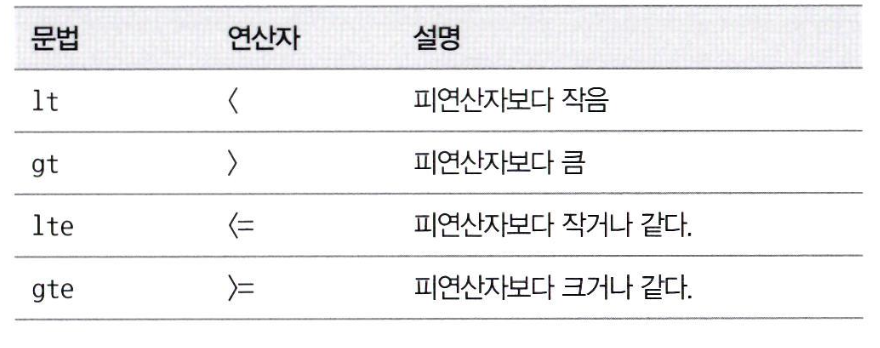 문법 연산자 설명
lt 〈 피연산자보다 작음
gt 〉 피연산자보다 큼
lte 〈= 피연산자보다 작거나 같다.
gte 〉= 피연산자보다 크거나 같다.